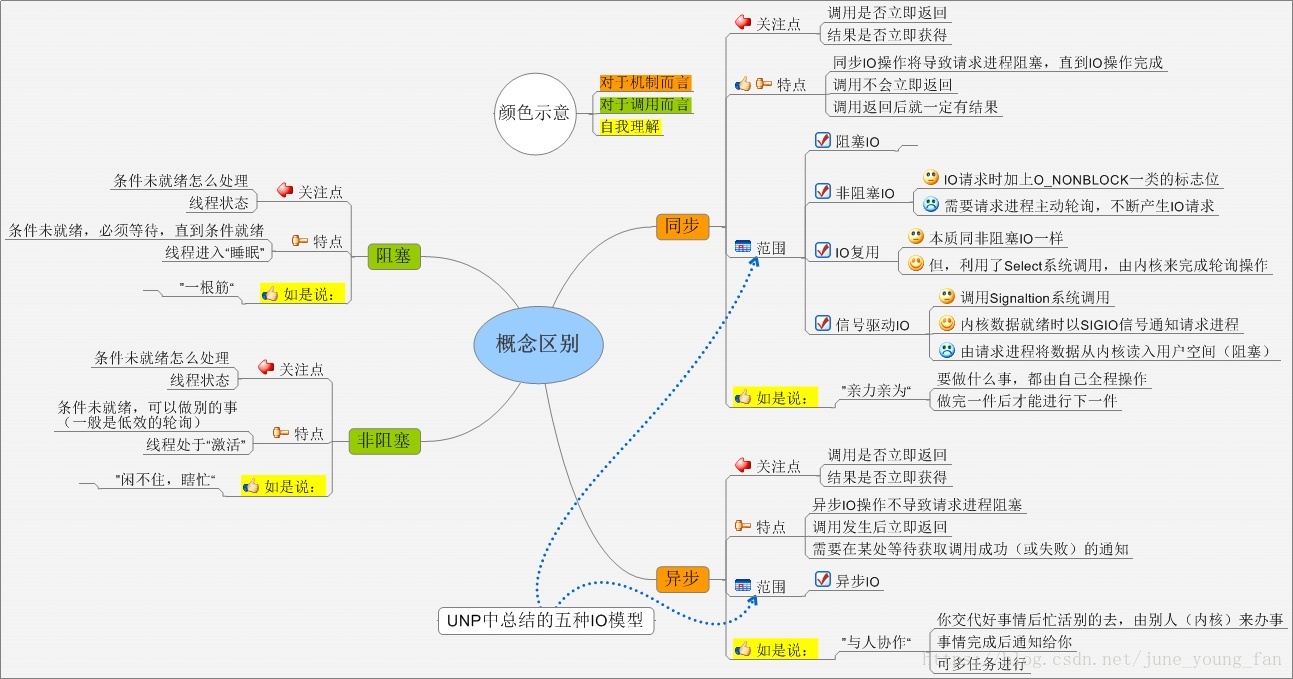 颜色示意
对于机制而言
对于调用而言
自我理解
概念区别
阻塞
关注点
条件未就绪怎么处理
线程状态
特点
条件未就绪，必须等待，直到条件就绪
线程进入“睡眠”
如是说：
"一根筋“
非阻塞
关注点
条件未就绪怎么处理
线程状态
特点
条件未就绪，可以做别的事
（一般是低效的轮询）
线程处于“激活”
如是说：
"闲不住，瞎忙“
同步
关注点
调用是否立即返回
结果是否立即获得
特点
同步IO操作将导致请求进程阻塞，直到IO操作完成
调用不会立即返回
调用返回后就一定有结果
范围
阻塞IO
非阻塞IO
IO请求时加上O_NONBLOCK一类的标志位
需要请求进程主动轮询，不断产生IO请求
IO复用
本质同非阻塞IO一样
但，利用了Select系统调用，由内核来完成轮询操作
信号驱动IO
调用Signaltion系统调用
内核数据就绪时以SIGIO信号通知请求进程
由请求进程将数据从内核读入用户空间（阻塞）
如是说：
"亲力亲为“
要做什么事，都由自己全程操作
做完一件后才能进行下一件
异步
关注点
调用是否立即返回
结果是否立即获得
特点
异步IO操作不导致请求进程阻塞
调用发生后立即返回
需要在某处等待获取调用成功（或失败）的通知
范围
异步IO
如是说：
"与人协作“
你交代好事情后忙活别的去，由别人（内核）来办事
事情完成后通知给你
可多任务进行
UNP中总结的五种IO模型
https://blog.csdn.net/june_young_fan